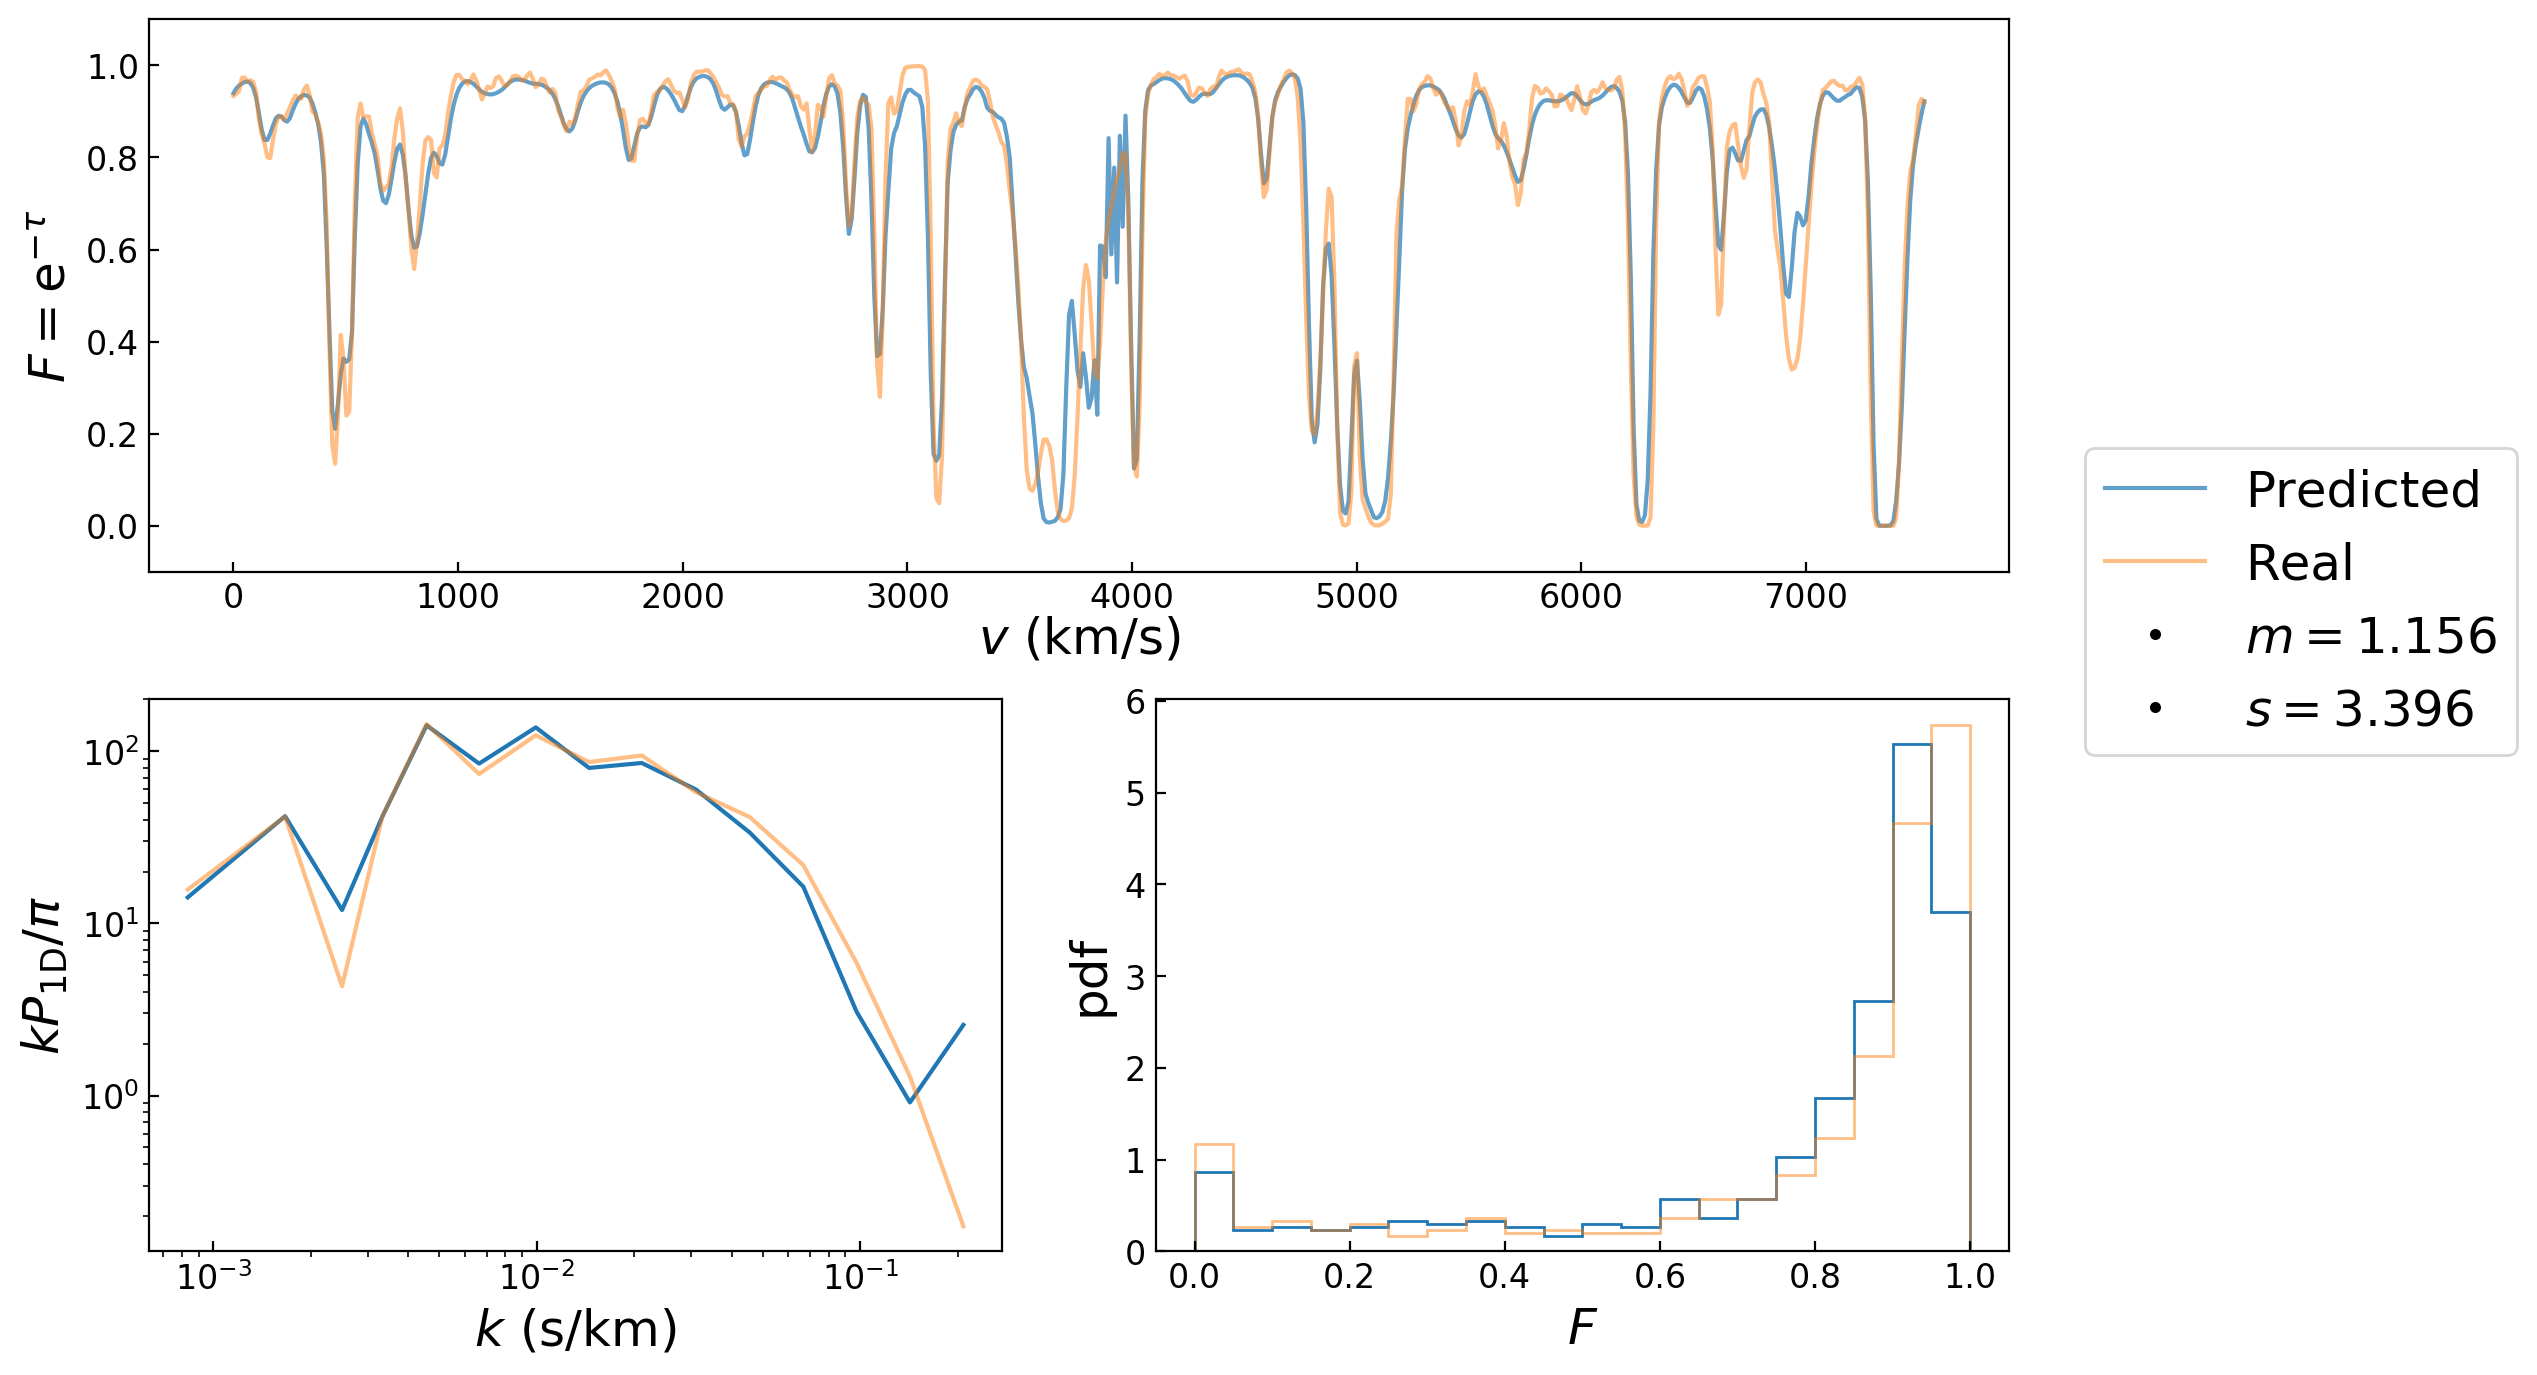 F = e^{−τ}
1.0
0.8
0.6
0.4
0.2
0.0
0 1000 2000 3000 4000 5000 6000 7000
v (km/s)
Predicted
Real
m = 1.156
s = 3.396
kP_{1D}/π
10^2
10^1
10^0
10^{−3} 10^{−2} 10^{−1}
k (s/km)
pdf
6
5
4
3
2
1
0
0.0 0.2 0.4 0.6 0.8 1.0
F